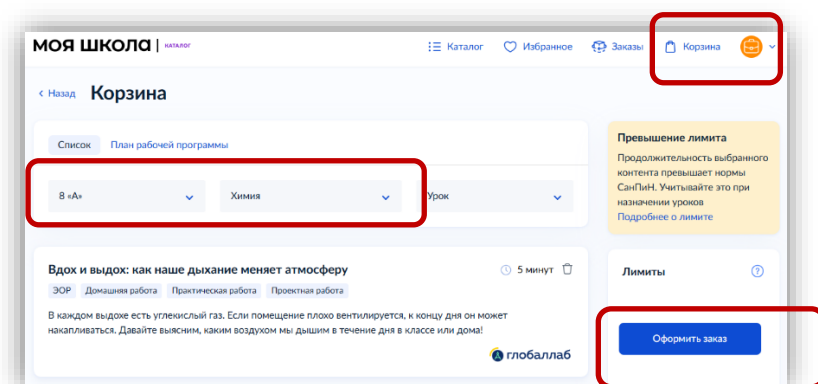 МОЯ ШКОЛА | КАТАЛОГ
Каталог
Избранное
Заказы
Корзина
‹ Назад Корзина
Список План рабочей программы
8 «А» Химия Урок
Превышение лимита
Продолжительность выбранного
контента превышает нормы
СанПиН. Учитывайте это при
назначении уроков
Подробнее о лимите
Вдох и выдох: как наше дыхание меняет атмосферу
5 минут
ЭОР Домашняя работа Практическая работа Проектная работа
В каждом выдохе есть углекислый газ. Если помещение плохо вентилируется, к концу дня он может
накапливаться. Давайте выясним, каким воздухом мы дышим в течение дня в классе или дома!
глобаллаб
Лимиты ?
Оформить заказ